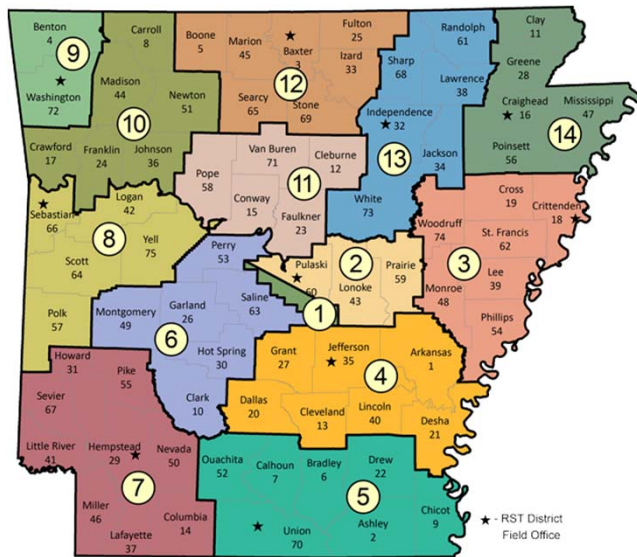 Benton
4
Carroll
8
Boone
5
Marion
45
Baxter
3
Fulton
25
Izard
33
Randolph
61
Clay
11
9
Washington
72
Madison
44
Newton
51
12
Searcy
65
Stone
69
Sharp
68
Lawrence
38
Greene
28
Craighead
16
Mississippi
47
10
Independence
32
14
Crawford
17
Franklin
24
Johnson
36
Pope
58
Van Buren
71
Cleburne
12
11
13
Jackson
34
Poinsett
56
Sebastian
66
Logan
42
Conway
15
Faulkner
23
White
73
Woodruff
74
Cross
19
Crittenden
18
St. Francis
62
8
Yell
75
Scott
64
Perry
53
Pulaski
60
2
Lonoke
43
Prairie
59
3
Lee
39
Monroe
48
Phillips
54
Polk
57
Montgomery
49
Garland
26
Saline
63
1
6
Hot Spring
30
Grant
27
Jefferson
35
Arkansas
1
4
Howard
31
Pike
55
Clark
10
Dallas
20
Cleveland
13
Lincoln
40
Desha
21
Sevier
67
Little River
41
Hempstead
29
Nevada
50
7
Miller
46
Lafayette
37
Columbia
14
Ouachita
52
Calhoun
7
Bradley
6
Drew
22
5
Union
70
Ashley
2
Chicot
9
★ - RST District
Field Office